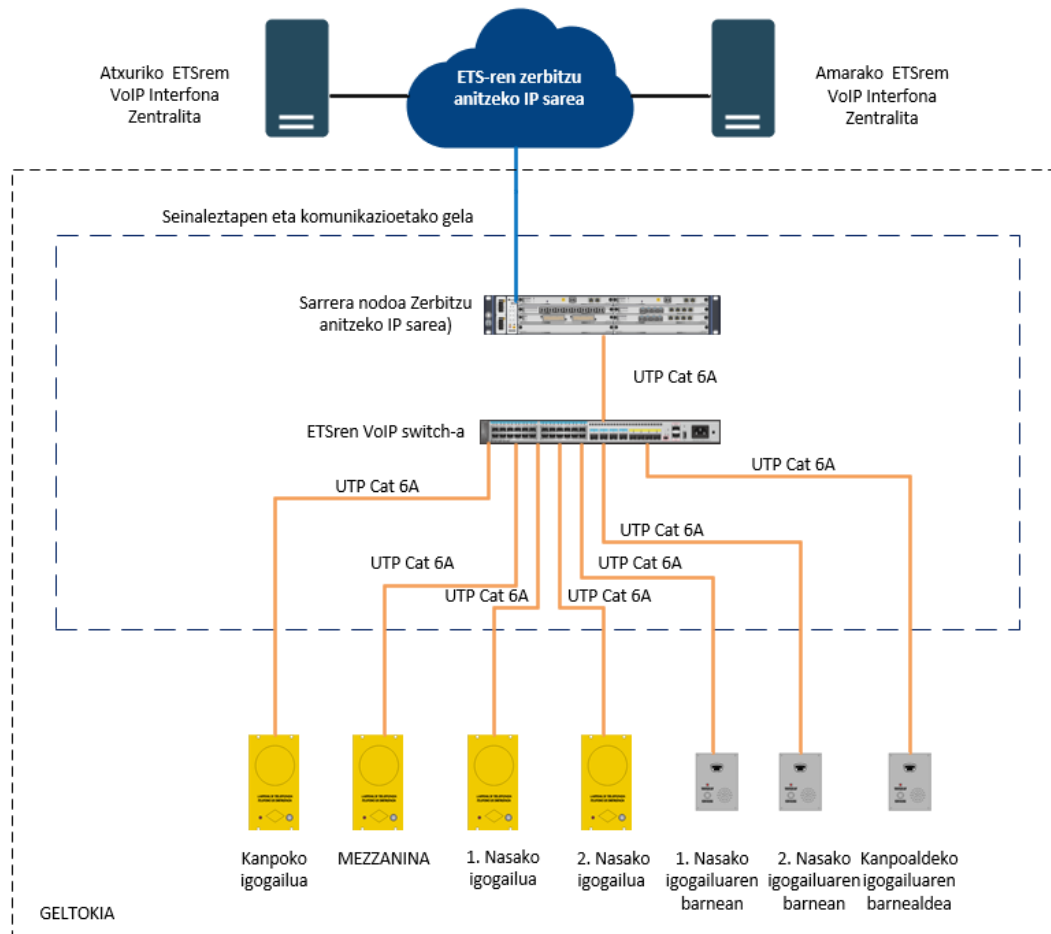 Atxuriko ETSrem
VoIP Interfona
Zentralita
ETS-ren zerbitzu
anitzeko IP sarea
Amarako ETSrem
VoIP Interfona
Zentralita
Seinaleztapen eta komunikazioetako gela
Sarrera nodoa Zerbitzu
anitzeko IP sarea)
UTP Cat 6A
ETSren VoIP switch-a
UTP Cat 6A
UTP Cat 6A
UTP Cat 6A
UTP Cat 6A
UTP Cat 6A
UTP Cat 6A
UTP Cat 6A
Kanpoko
igogailua
MEZZANINA
1. Nasako
igogailua
2. Nasako
igogailua
1. Nasako
igogailuaren
barnean
2. Nasako
igogailuaren
barnean
Kanpoaldeko
igogailuaren
barnealdea
GELTOKIA